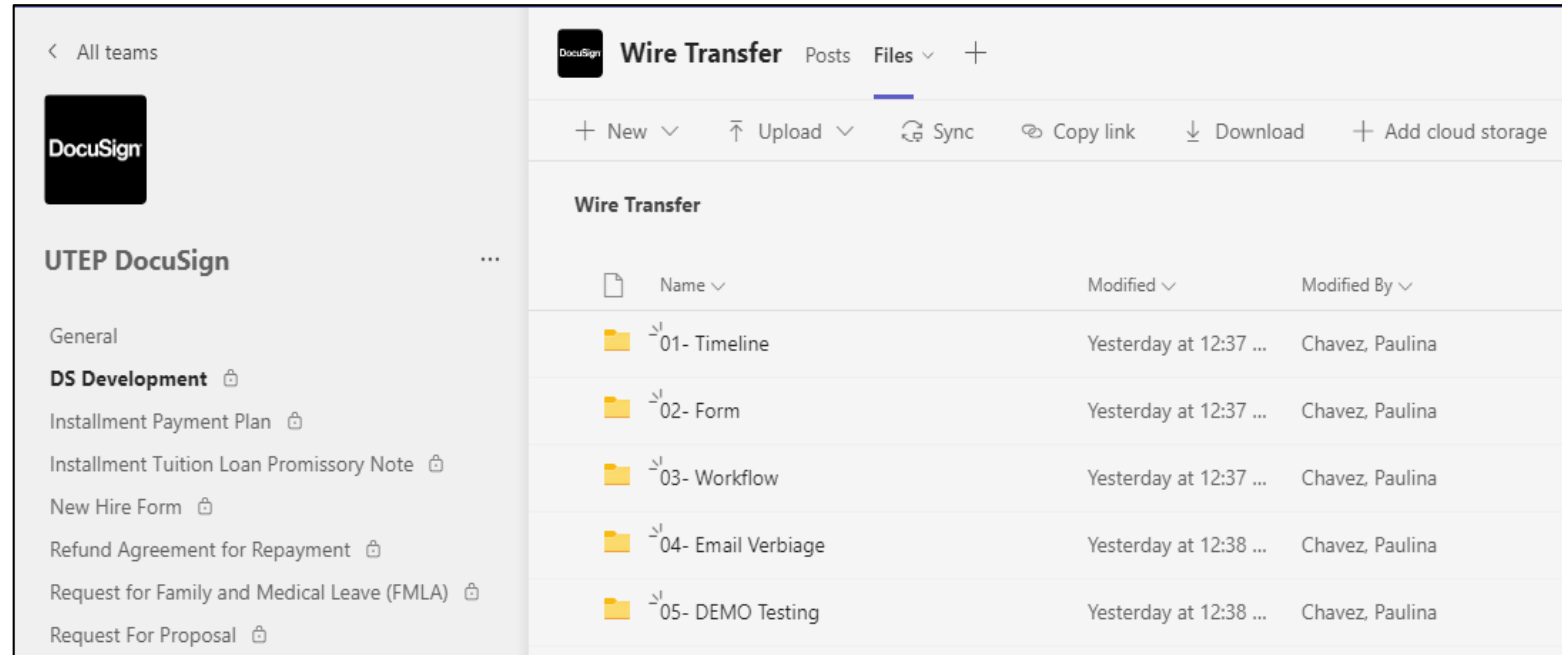 All teams
DocuSign
UTEP DocuSign ...
General
DS Development
Installment Payment Plan
Installment Tuition Loan Promissory Note
New Hire Form
Refund Agreement for Repayment
Request for Family and Medical Leave (FMLA)
Request For Proposal
DocuSign Wire Transfer Posts Files
New Upload Sync Copy link Download Add cloud storage
Wire Transfer
Name Modified Modified By
01- Timeline Yesterday at 12:37 ... Chavez, Paulina
02- Form Yesterday at 12:37 ... Chavez, Paulina
03- Workflow Yesterday at 12:37 ... Chavez, Paulina
04- Email Verbiage Yesterday at 12:38 ... Chavez, Paulina
05- DEMO Testing Yesterday at 12:38 ... Chavez, Paulina